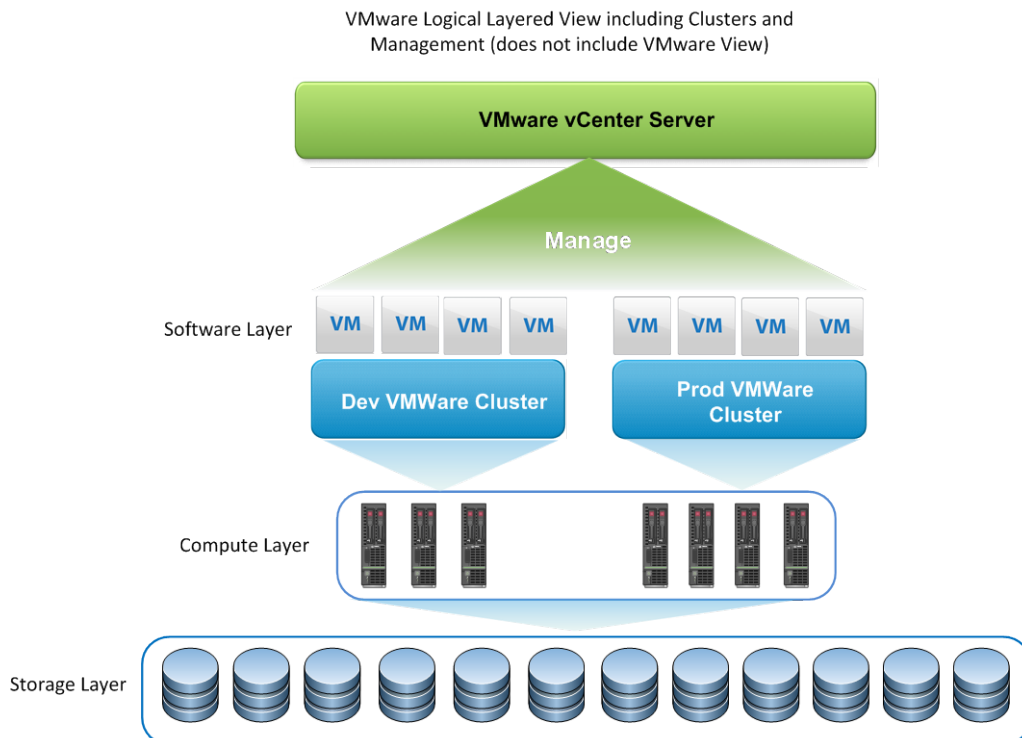 VMware Logical Layered View including Clusters and
Management (does not include VMware View)
VMware vCenter Server
Manage
Software Layer
VM VM VM VM VM VM VM VM
Dev VMWare Cluster
Prod VMWare
Cluster
Compute Layer
Storage Layer